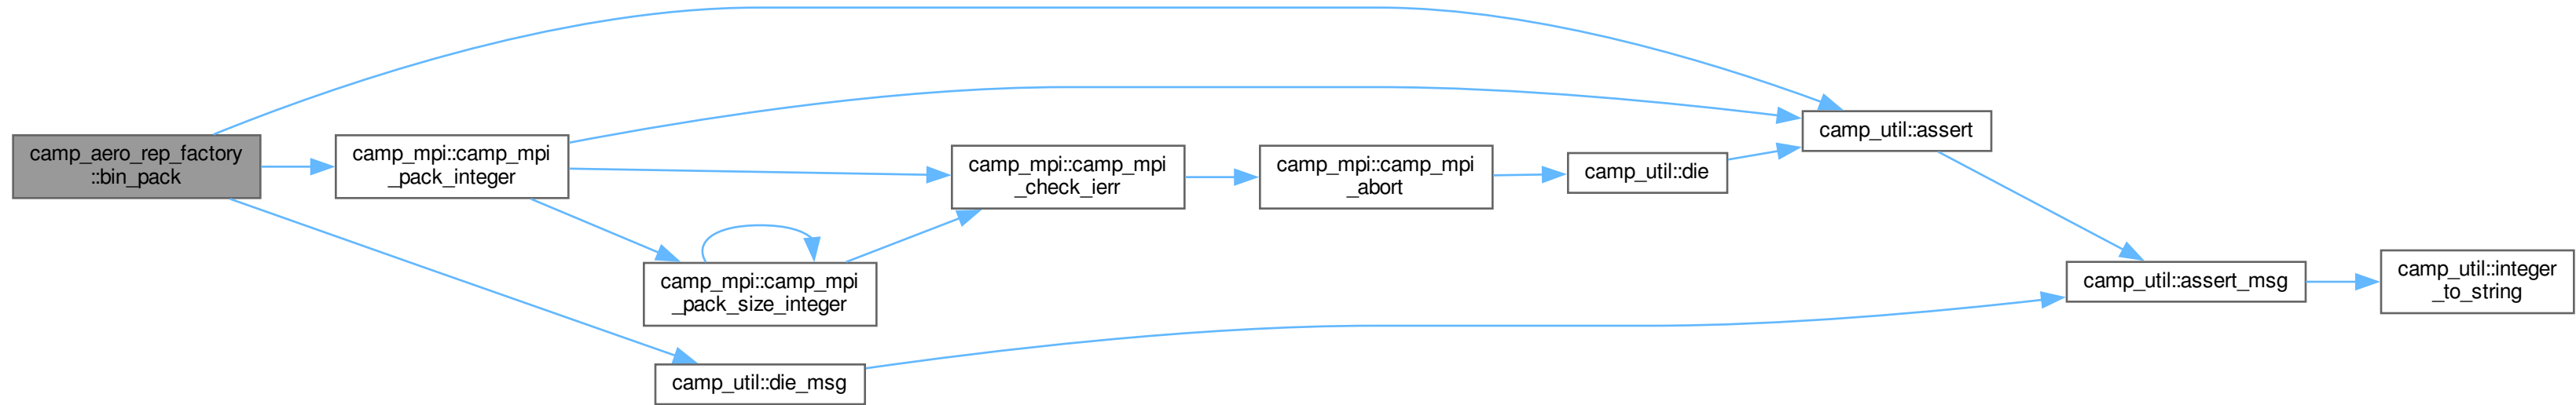 camp_aero_rep_factory
::bin_pack
camp_mpi::camp_mpi
_pack_integer
camp_mpi::camp_mpi
_pack_size_integer
camp_util::die_msg
camp_mpi::camp_mpi
_check_ierr
camp_mpi::camp_mpi
_abort
camp_util::die
camp_util::assert
camp_util::assert_msg
camp_util::integer
_to_string